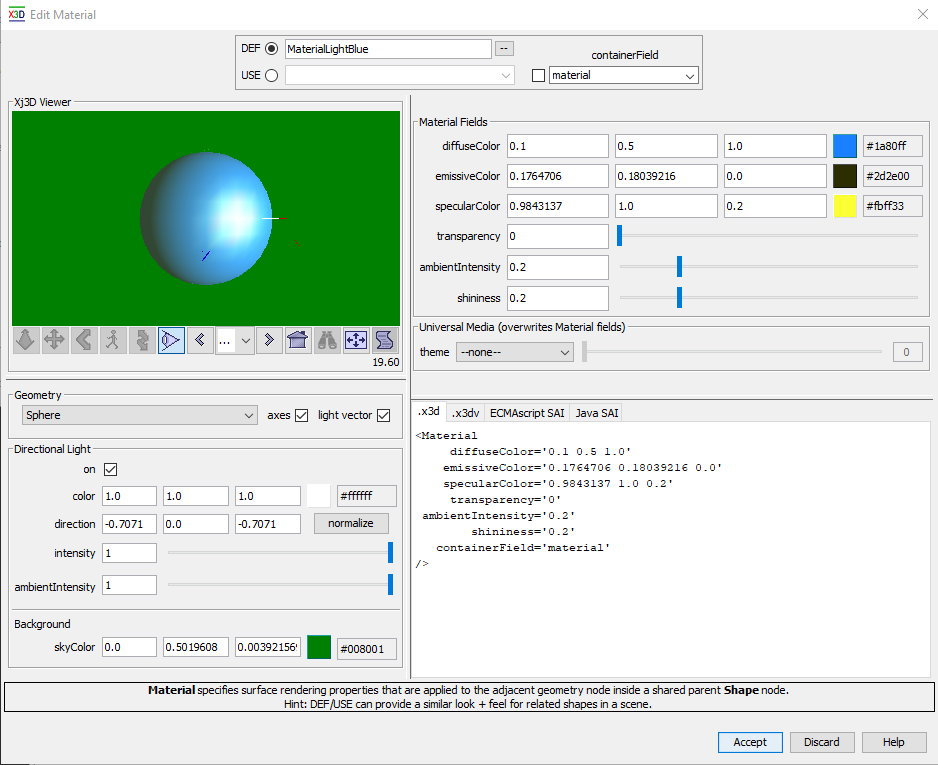 X3D Edit Material
DEF MaterialLightBlue --
containerField
USE material
Xj3D Viewer
...
19.60
Material Fields
diffuseColor 0.1 0.5 1.0 #1a80ff
emissiveColor 0.1764706 0.18039216 0.0 #2d2e00
specularColor 0.9843137 1.0 0.2 #fbff33
transparency 0
ambientIntensity 0.2
shininess 0.2
Universal Media (overwrites Material fields)
theme --none-- 0
Geometry
Sphere axes light vector
Directional Light
on
color 1.0 1.0 1.0 #ffffff
direction -0.7071 0.0 -0.7071 normalize
intensity 1
ambientIntensity 1
Background
skyColor 0.0 0.5019608 0.00392156 #008001
.x3d .x3dv ECMAscript SAI Java SAI
<Material
diffuseColor='0.1 0.5 1.0'
emissiveColor='0.1764706 0.18039216 0.0'
specularColor='0.9843137 1.0 0.2'
transparency='0'
ambientIntensity='0.2'
shininess='0.2'
containerField='material'
/>
Material specifies surface rendering properties that are applied to the adjacent geometry node inside a shared parent Shape node.
Hint: DEF/USE can provide a similar look + feel for related shapes in a scene.
Accept Discard Help